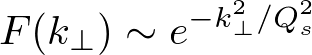 F(k_⊥) ∼ e^{-k_⊥^2/Q_s^2}